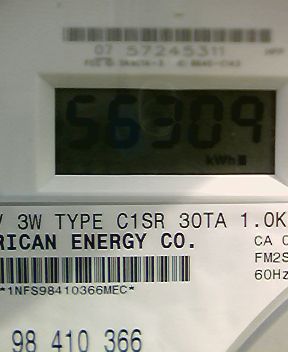 07 57245311
56309
kWh
V 3W TYPE C1SR 30TA 1.0K
RICAN ENERGY CO.
CA 0
FM2S
60Hz
*1NFS98410366MEC*
98 410 366